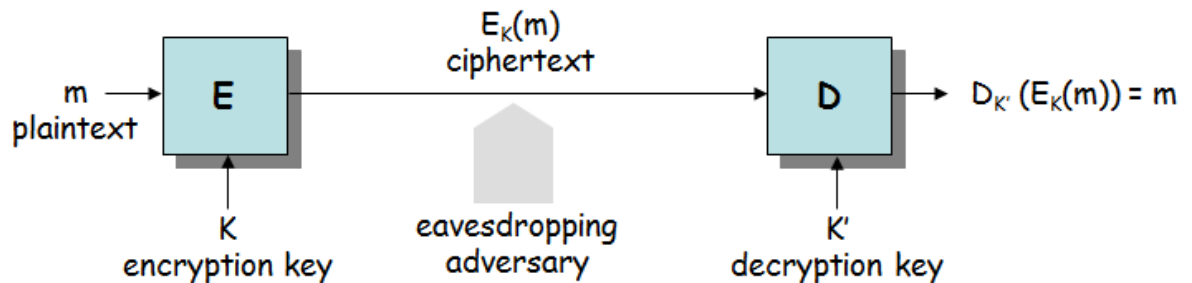 E_K(m)
ciphertext
m
plaintext
E
D
D_K' (E_K(m)) = m
K
encryption key
eavesdropping
adversary
K'
decryption key